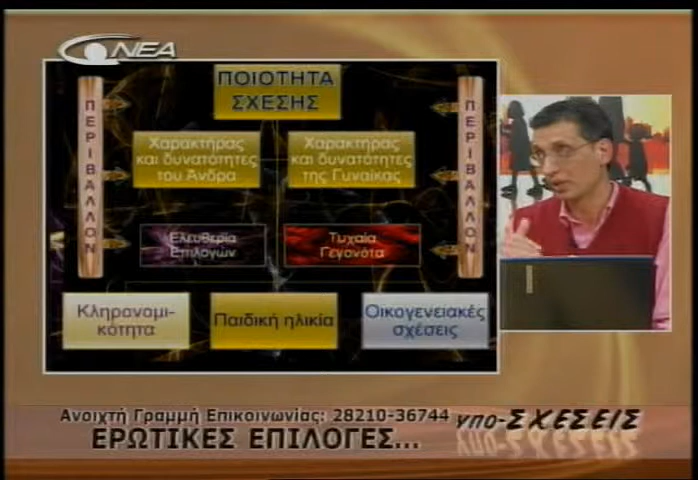 ΝΕΑ
ΠΟΙΟΤΗΤΑ
ΣΧΕΣΗΣ
ΠΕΡΙΒΑΛΛΟΝ
Χαρακτήρας
και δυνατότητες
του Άνδρα
Χαρακτήρας
και δυνατότητες
της Γυναίκας
ΠΕΡΙΒΑΛΛΟΝ
Ελευθερία
Επιλογών
Τυχαία
Γεγονότα
Κληρονομι-
κότητα
Παιδική ηλικία
Οικογενειακές
σχέσεις
Ανοιχτή Γραμμή Επικοινωνίας: 28210-36744
υπο-ΣΧΕΣΕΙΣ
ΕΡΩΤΙΚΕΣ ΕΠΙΛΟΓΕΣ...